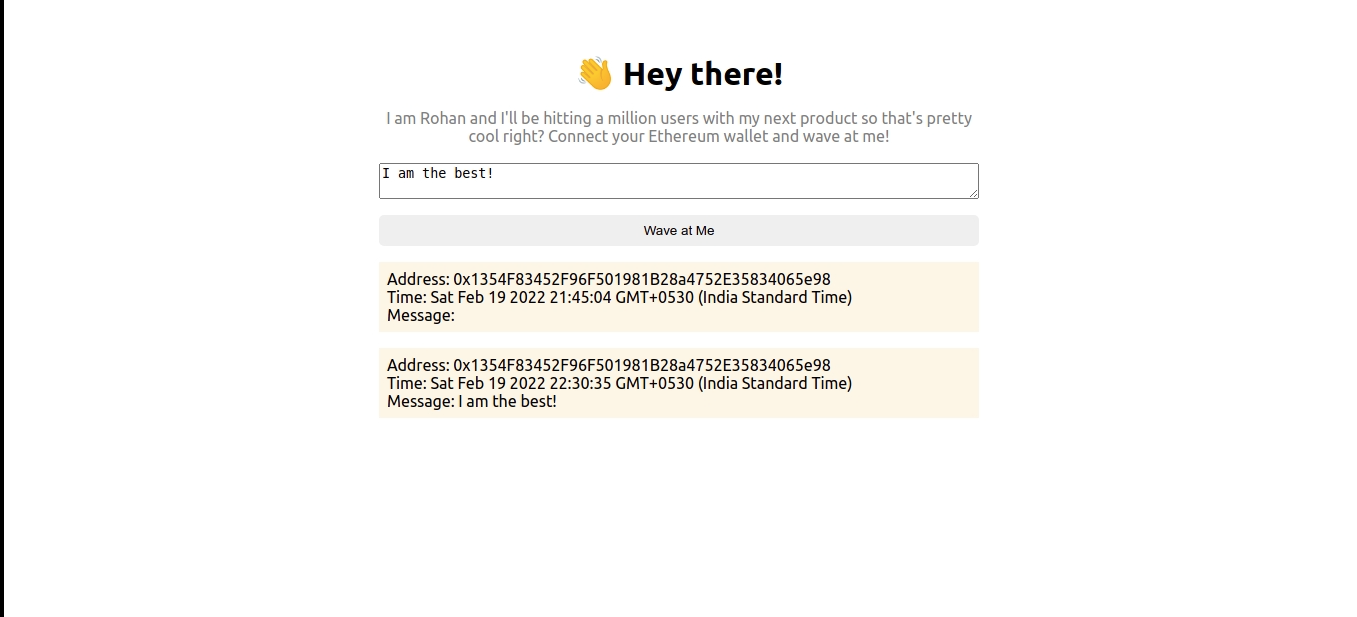 👋 Hey there!
I am Rohan and I'll be hitting a million users with my next product so that's pretty
cool right? Connect your Ethereum wallet and wave at me!
I am the best!
Wave at Me
Address: 0x1354F83452F96F501981B28a4752E35834065e98
Time: Sat Feb 19 2022 21:45:04 GMT+0530 (India Standard Time)
Message:
Address: 0x1354F83452F96F501981B28a4752E35834065e98
Time: Sat Feb 19 2022 22:30:35 GMT+0530 (India Standard Time)
Message: I am the best!